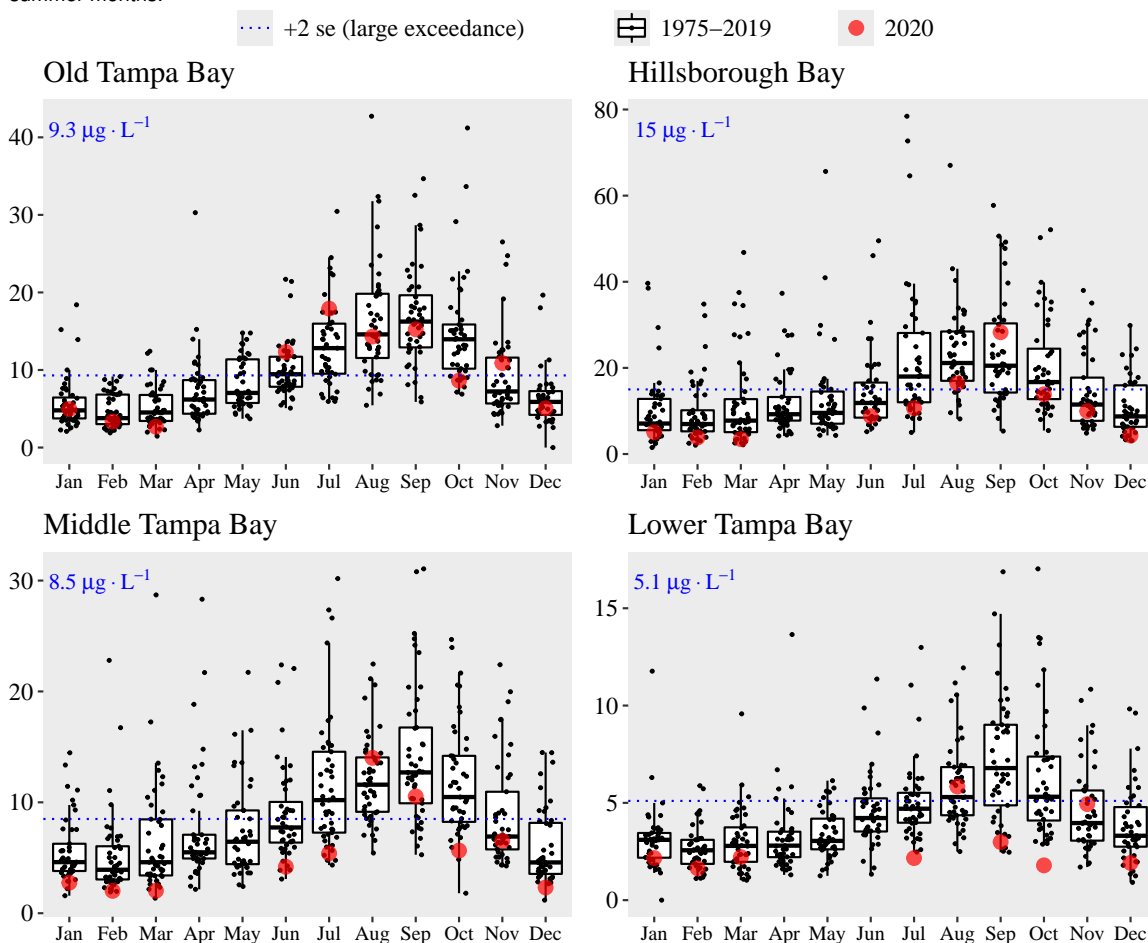 summer months.
+2 se (large exceedance)
1975–2019
2020
Old Tampa Bay
Hillsborough Bay
9.3 μg · L⁻¹
40
30
20
10
0
Jan Feb Mar Apr May Jun Jul Aug Sep Oct Nov Dec
15 μg · L⁻¹
80
60
40
20
0
Jan Feb Mar Apr May Jun Jul Aug Sep Oct Nov Dec
Middle Tampa Bay
Lower Tampa Bay
8.5 μg · L⁻¹
30
20
10
0
Jan Feb Mar Apr May Jun Jul Aug Sep Oct Nov Dec
5.1 μg · L⁻¹
15
10
5
0
Jan Feb Mar Apr May Jun Jul Aug Sep Oct Nov Dec